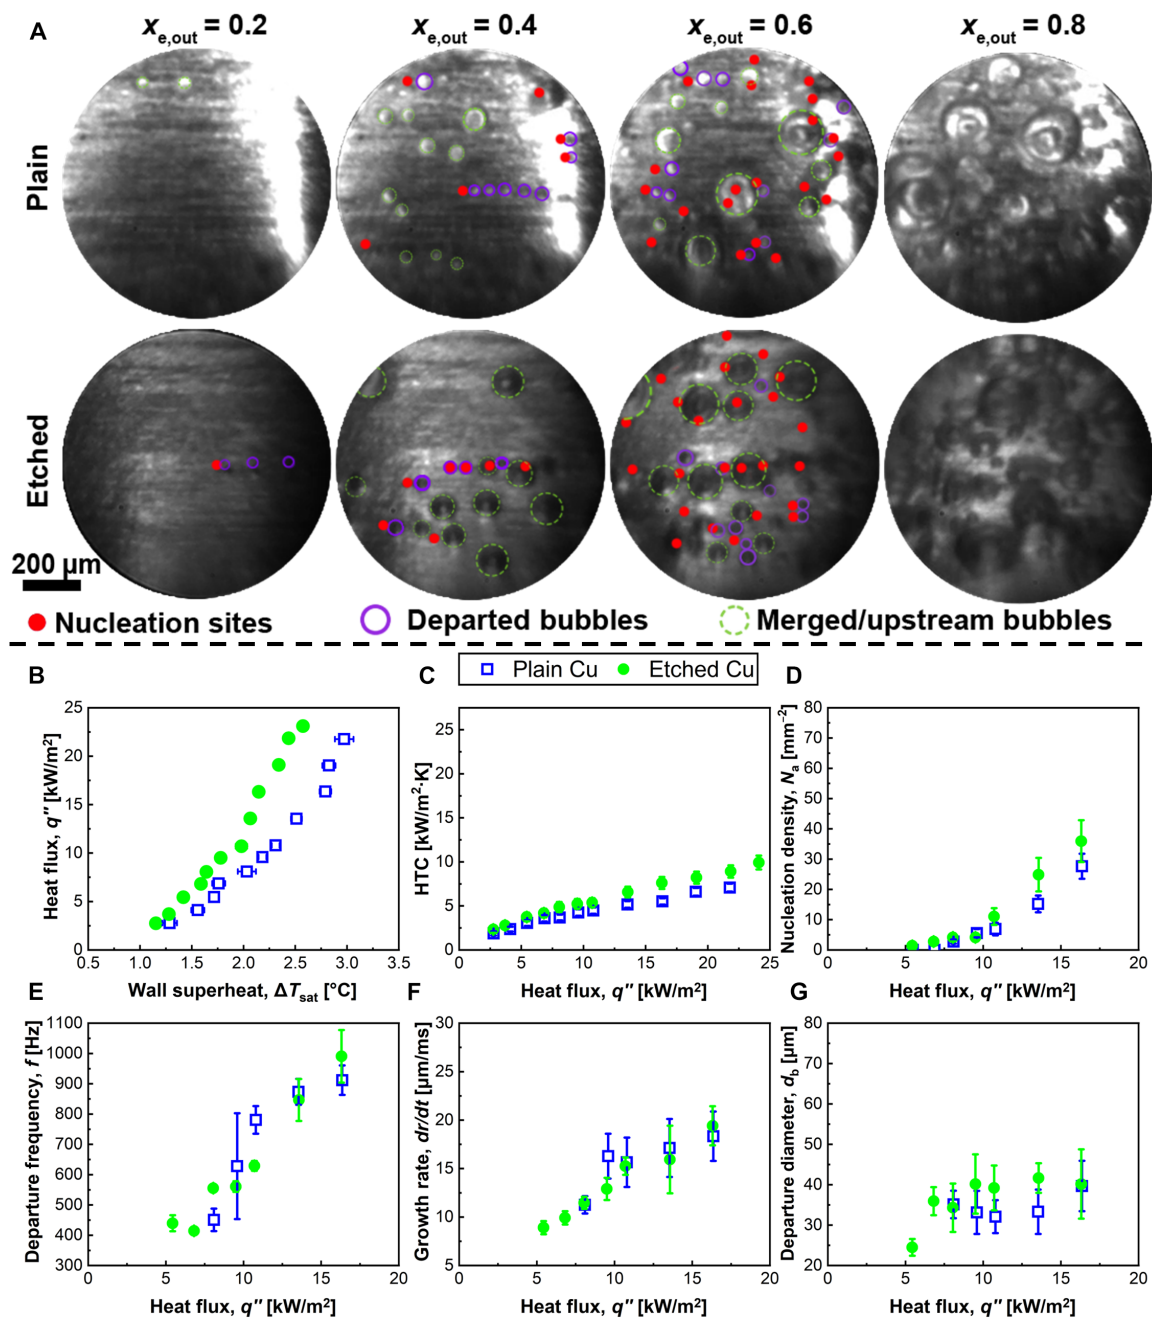 A
xe,out = 0.2
xe,out = 0.4
xe,out = 0.6
xe,out = 0.8
Plain
Etched
200 µm
Nucleation sites
Departed bubbles
Merged/upstream bubbles
Plain Cu
Etched Cu
B
Heat flux, q″ [kW/m²]
25
20
15
10
5
0
0.5
1.0
1.5
2.0
2.5
3.0
3.5
Wall superheat, ΔTsat [°C]
C
HTC [kW/m²·K]
25
20
15
10
5
0
0
5
10
15
20
25
Heat flux, q″ [kW/m²]
D
Nucleation density, Na [mm⁻²]
80
70
60
50
40
30
20
10
0
0
5
10
15
20
Heat flux, q″ [kW/m²]
E
Departure frequency, f [Hz]
1100
1000
900
800
700
600
500
400
300
0
5
10
15
20
Heat flux, q″ [kW/m²]
F
Growth rate, dr/dt [µm/ms]
30
25
20
15
10
5
0
5
10
15
20
Heat flux, q″ [kW/m²]
G
Departure diameter, db [µm]
80
70
60
50
40
30
20
0
5
10
15
20
Heat flux, q″ [kW/m²]